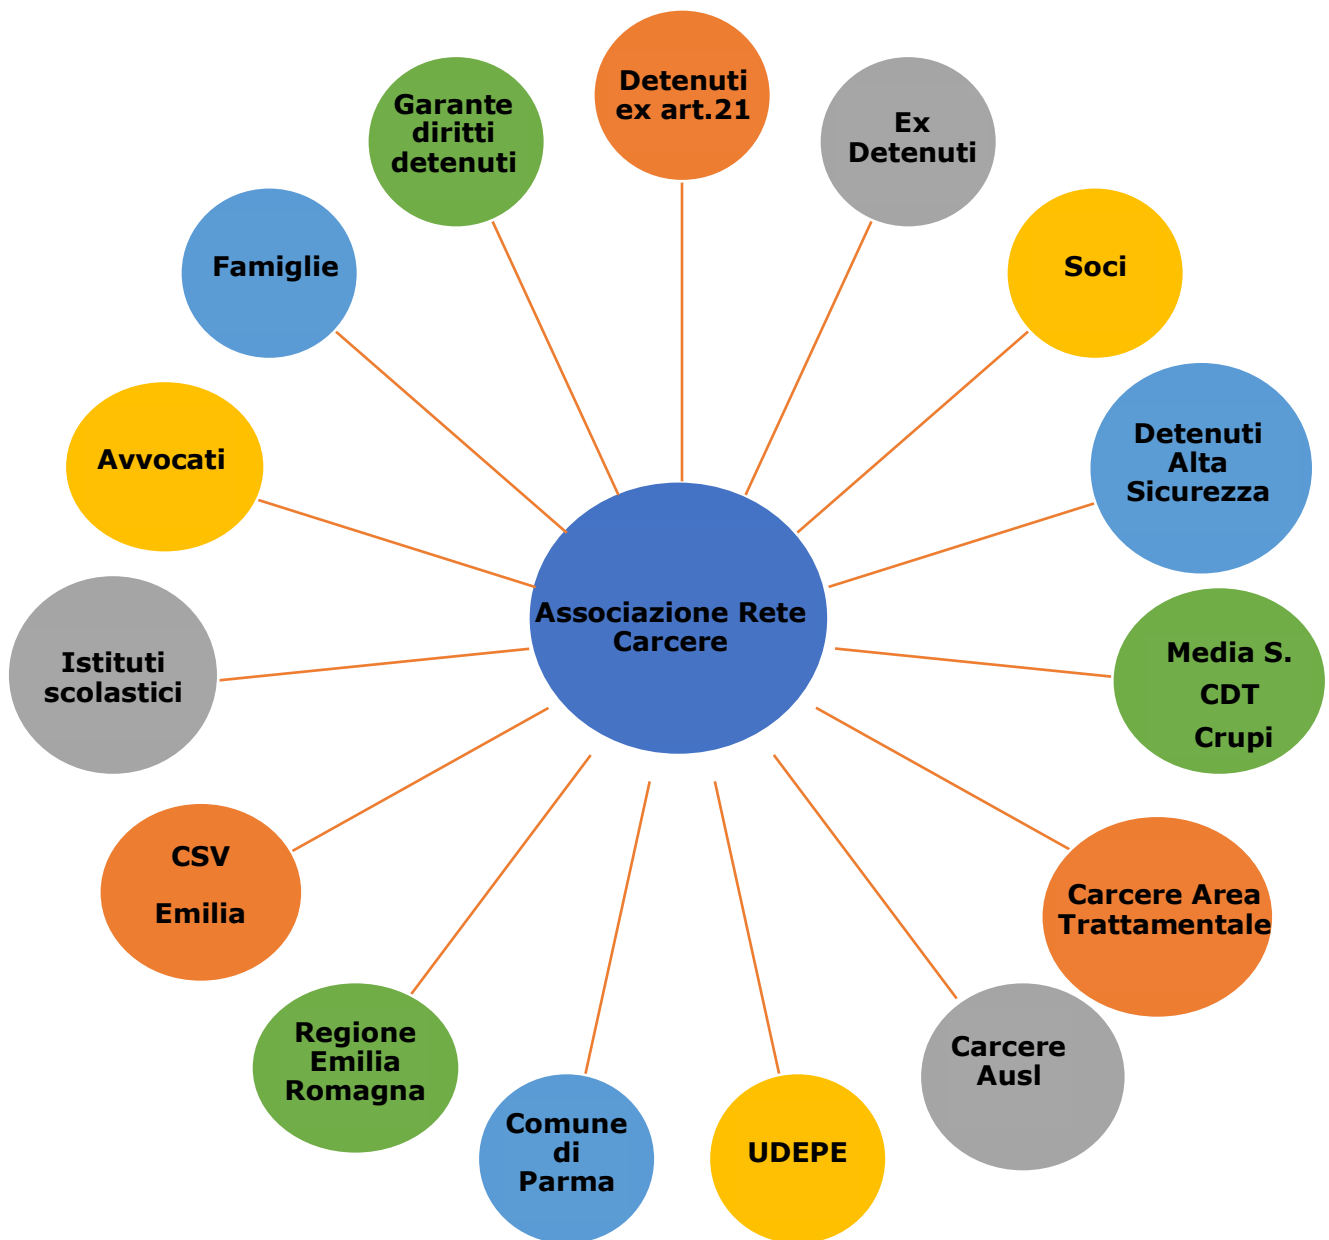 Detenuti
ex art.21
Ex
Detenuti
Soci
Detenuti
Alta
Sicurezza
Media S.
CDT
Crupi
Carcere Area
Trattamentale
Carcere
Ausl
UDEPE
Comune
di
Parma
Regione
Emilia
Romagna
CSV
Emilia
Istituti
scolastici
Avvocati
Famiglie
Garante
diritti
detenuti
Associazione Rete
Carcere